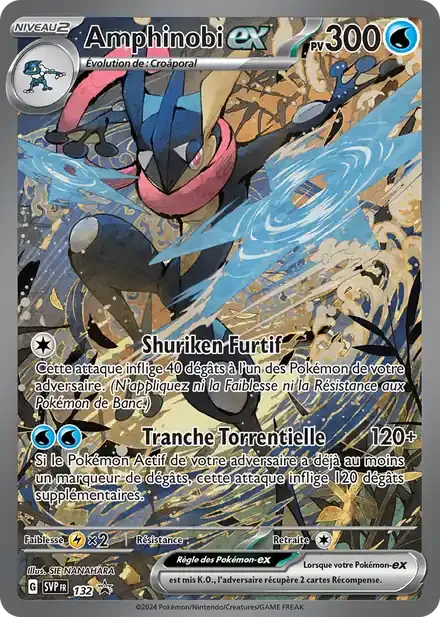 NIVEAU 2 Amphinobi ex PV 300
Évolution de : Croâporal
Shuriken Furtif
Cette attaque inflige 40 dégâts à l'un des Pokémon de votre
adversaire. (N'appliquez ni la Faiblesse ni la Résistance aux
Pokémon de Banc.)
Tranche Torrentielle 120+
Si le Pokémon Actif de votre adversaire a déjà au moins
un marqueur de dégâts, cette attaque inflige 120 dégâts
supplémentaires.
Faiblesse ×2 Résistance Retraite
Illus. SIE NANAHARA
Règle des Pokémon-ex Lorsque votre Pokémon-ex
est mis K.O., l'adversaire récupère 2 cartes Récompense.
G SVP FR 132
©2024 Pokémon/Nintendo/Creatures/GAME FREAK